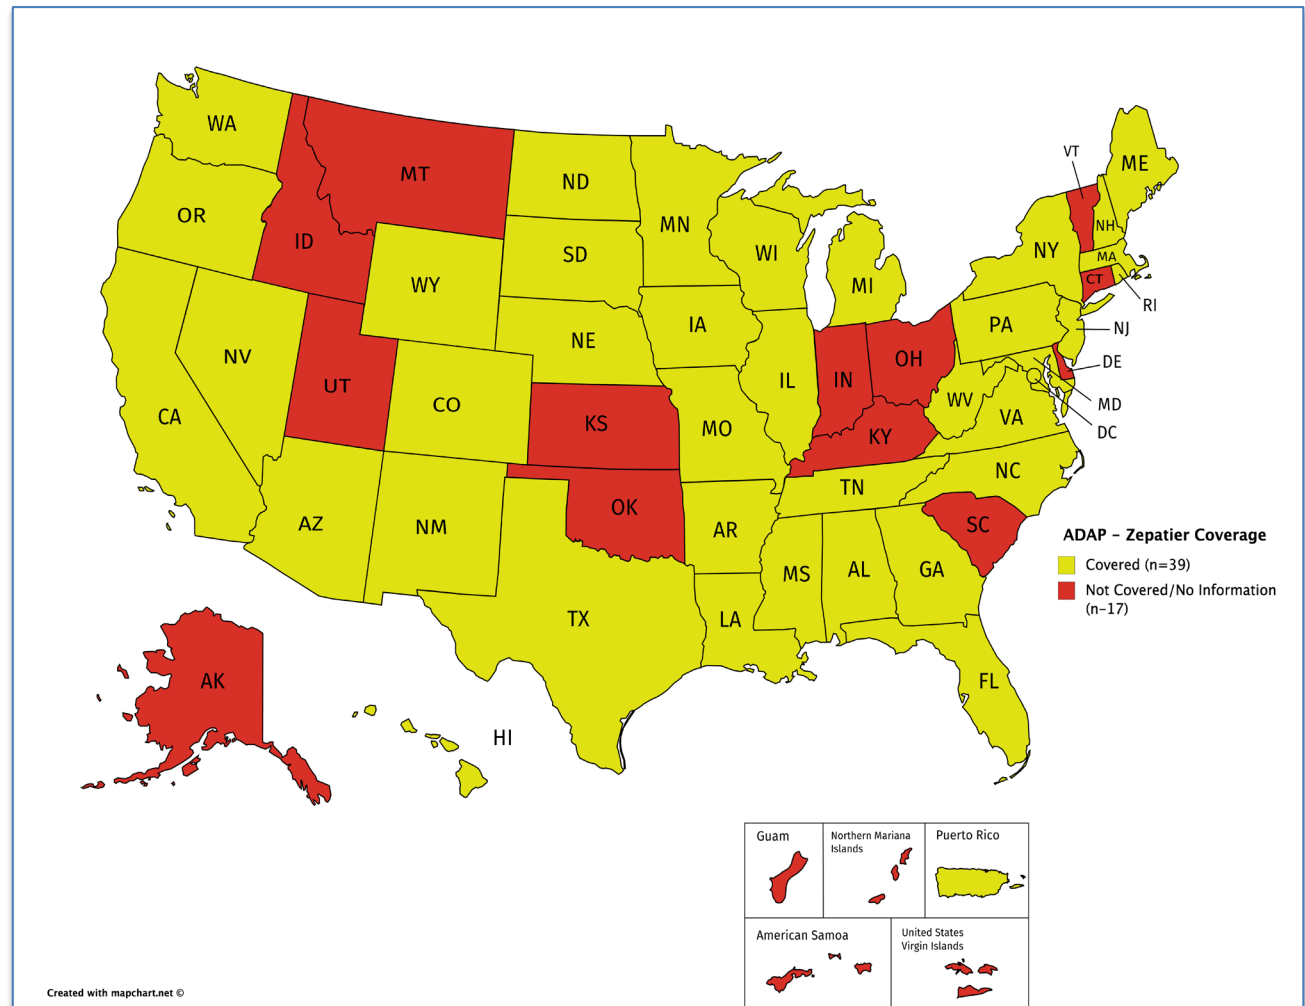 WA
VT
ME
MT
ND
OR
MN
NH
ID
SD
WI
NY
MA
WY
MI
CT
RI
IA
PA
NJ
NE
NV
OH
DE
UT
IL
IN
CO
WV
MD
CA
KS
MO
VA
DC
KY
NC
TN
OK
AZ
NM
AR
SC
MS
AL
GA
TX
LA
AK
FL
HI
ADAP – Zepatier Coverage
Covered (n=39)
Not Covered/No Information
(n–17)
Guam
Northern Mariana
Islands
Puerto Rico
American Samoa
United States
Virgin Islands
Created with mapchart.net ©